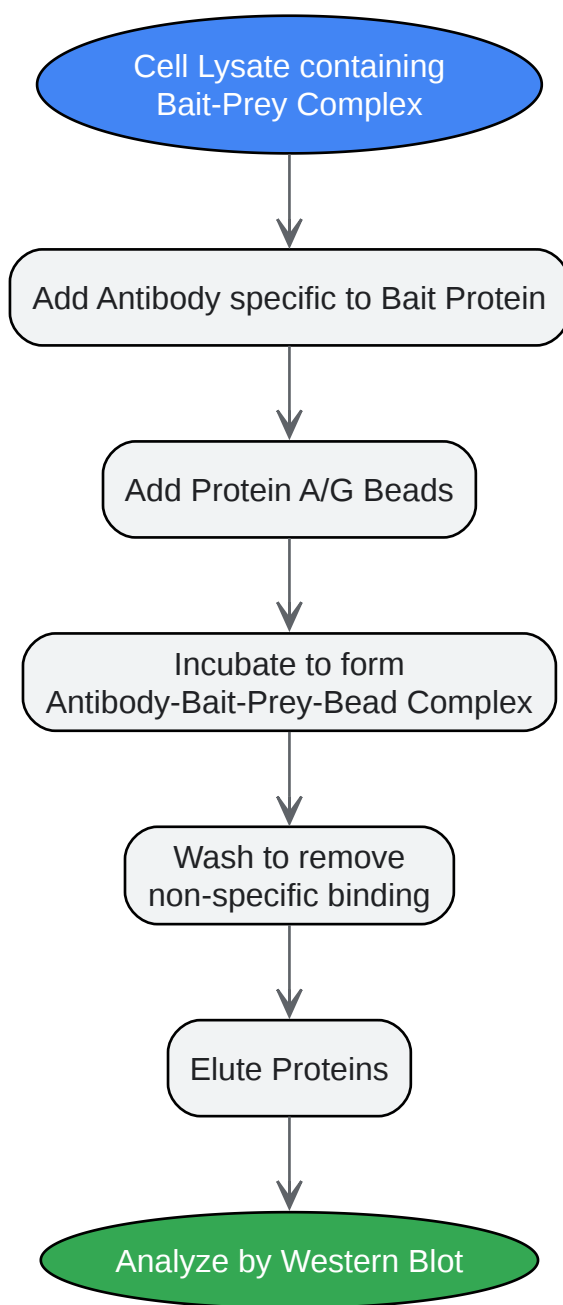 Cell Lysate containing
Bait-Prey Complex
Add Antibody specific to Bait Protein
Add Protein A/G Beads
Incubate to form
Antibody-Bait-Prey-Bead Complex
Wash to remove
non-specific binding
Elute Proteins
Analyze by Western Blot